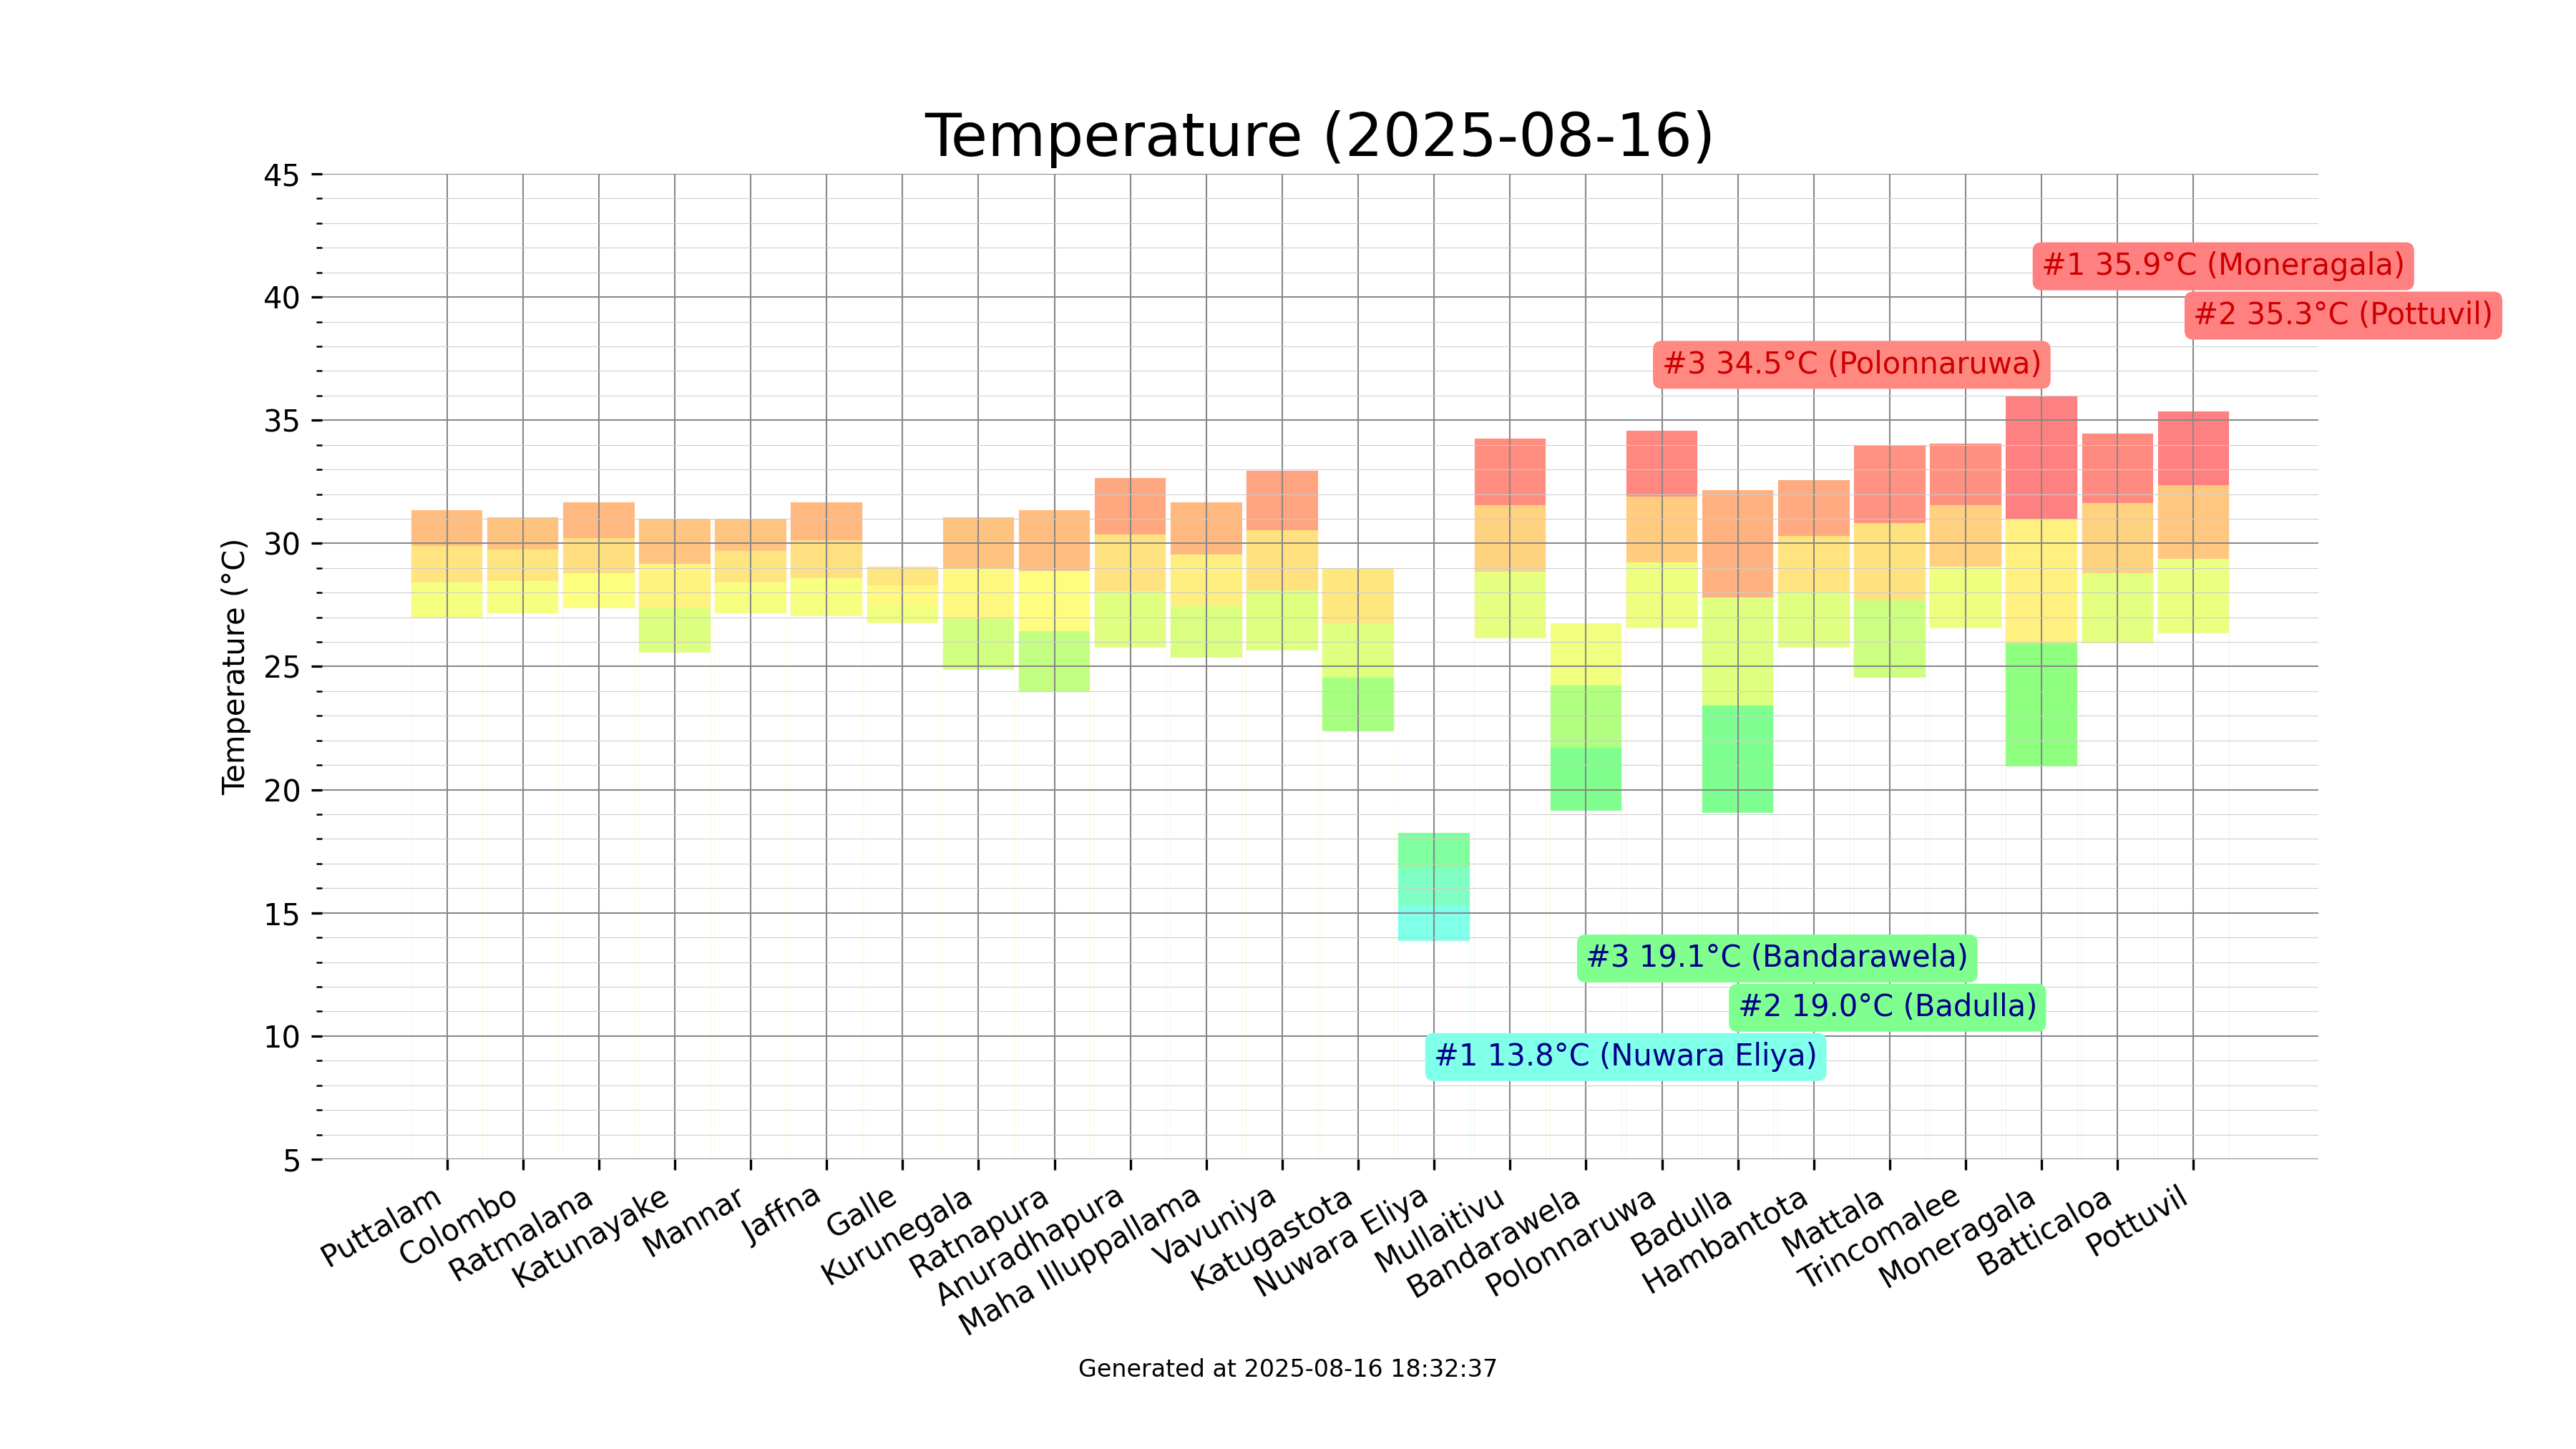 Temperature (2025-08-16)
45
40
35
30
25
20
15
10
5
Temperature (°C)
#1 35.9°C (Moneragala)
#2 35.3°C (Pottuvil)
#3 34.5°C (Polonnaruwa)
#3 19.1°C (Bandarawela)
#2 19.0°C (Badulla)
#1 13.8°C (Nuwara Eliya)
Puttalam
Colombo
Ratmalana
Katunayake
Mannar
Jaffna
Galle
Kurunegala
Ratnapura
Anuradhapura
Maha Illuppallama
Vavuniya
Katugastota
Nuwara Eliya
Mullaitivu
Bandarawela
Polonnaruwa
Badulla
Hambantota
Mattala
Trincomalee
Moneragala
Batticaloa
Pottuvil
Generated at 2025-08-16 18:32:37